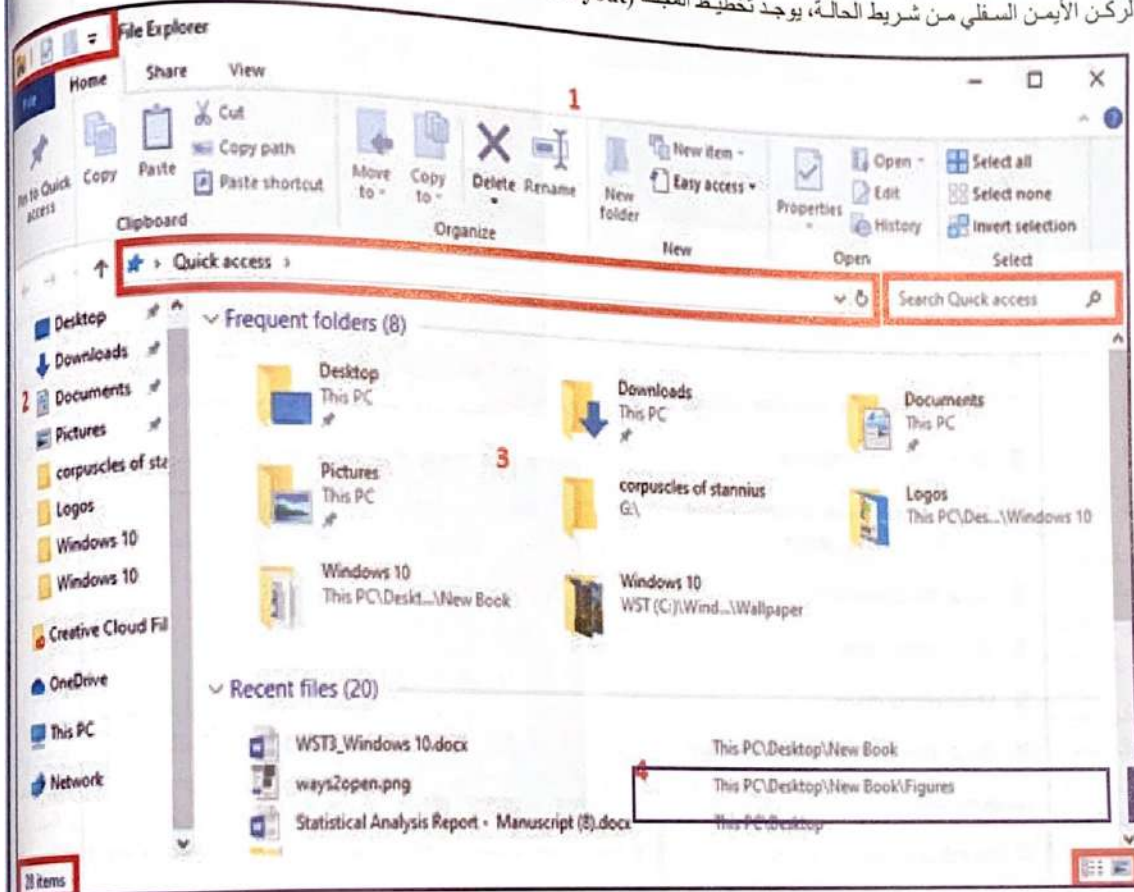 الركن الأيمن السفلي من شريط الحالة، يوجد تخطيط
File Explorer
File Home Share View
1
Pin to Quick access
Copy
Paste
Cut
Copy path
Paste shortcut
Clipboard
Move to
Copy to
Delete
Rename
Organize
New folder
New item
Easy access
New
Properties
Open
Edit
History
Open
Select all
Select none
Invert selection
Select
Quick access
Search Quick access
Desktop
Downloads
2 Documents
Pictures
corpuscles of sta
Logos
Windows 10
Windows 10
Creative Cloud Fil
OneDrive
This PC
Network
Frequent folders (8)
Desktop
This PC
Downloads
This PC
Documents
This PC
3
Pictures
This PC
corpuscles of stannius
G:\
Logos
This PC\Des...\Windows 10
Windows 10
This PC\Deskt...\New Book
Windows 10
WST (C:)\Wind...\Wallpaper
Recent files (20)
WST3_Windows 10.docx This PC\Desktop\New Book
4
ways2open.png This PC\Desktop\New Book\Figures
Statistical Analysis Report - Manuscript (8).docx This PC\Desktop
28 items